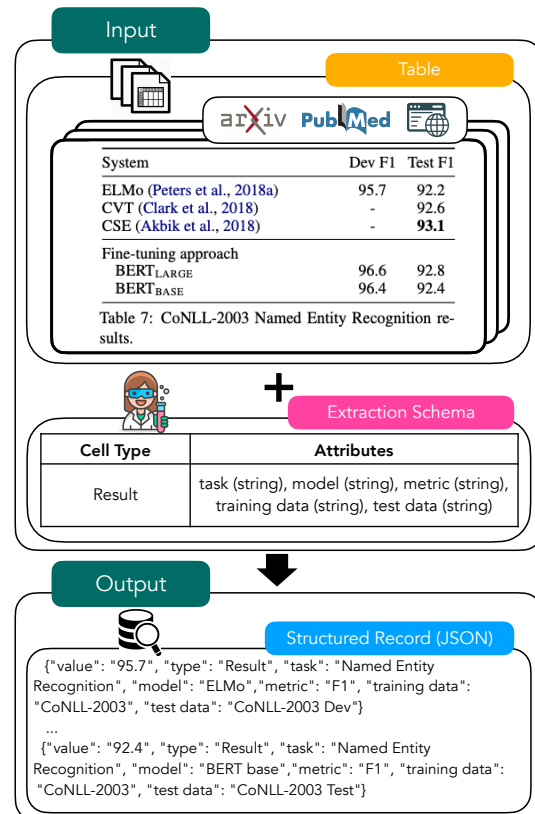 Input
Table
arXiv PubMed
System Dev F1 Test F1
ELMo (Peters et al., 2018a) 95.7 92.2
CVT (Clark et al., 2018) - 92.6
CSE (Akbik et al., 2018) - 93.1
Fine-tuning approach
BERTLARGE 96.6 92.8
BERTBASE 96.4 92.4
Table 7: CoNLL-2003 Named Entity Recognition re-
sults.
+
Extraction Schema
Cell Type Attributes
Result task (string), model (string), metric (string),
training data (string), test data (string)
Output
Structured Record (JSON)
{"value": "95.7", "type": "Result", "task": "Named Entity
Recognition", "model": "ELMo","metric": "F1", "training data":
"CoNLL-2003", "test data": "CoNLL-2003 Dev"}
...
{"value": "92.4", "type": "Result", "task": "Named Entity
Recognition", "model": "BERT base","metric": "F1", "training data":
"CoNLL-2003", "test data": "CoNLL-2003 Test"}